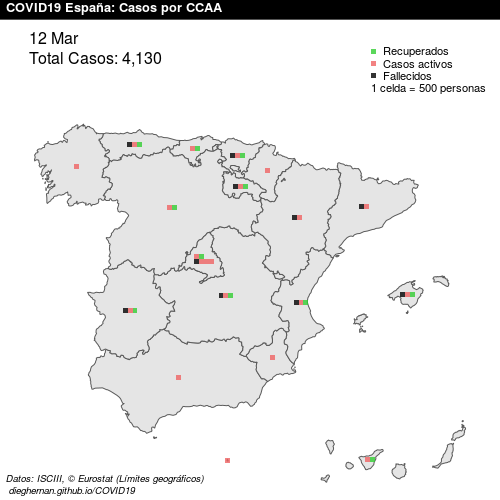 COVID19 España: Casos por CCAA
12 Mar
Total Casos: 4,130
Recuperados
Casos activos
Fallecidos
1 celda = 500 personas
Datos: ISCIII, © Eurostat (Límites geográficos)
dieghernan.github.io/COVID19